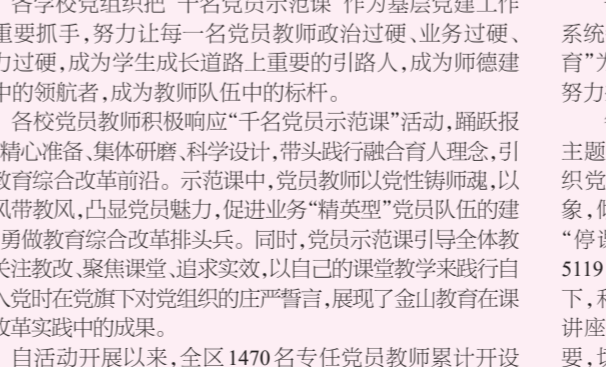 各学校党组织把“千名党员示范课”作为基层党建工作
重要抓手,努力让每一名党员教师政治过硬、业务过硬、
力过硬,成为学生成长道路上重要的引路人,成为师德建
中的领航者,成为教师队伍中的标杆。
各校党员教师积极响应“千名党员示范课”活动,踊跃报
精心准备、集体研磨、科学设计,带头践行融合育人理念,引
教育综合改革前沿。示范课中,党员教师以党性铸师魂,以
风带教风,凸显党员魅力,促进业务“精英型”党员队伍的建
勇做教育综合改革排头兵。同时,党员示范课引导全体教
关注教改、聚焦课堂、追求实效,以自己的课堂教学来践行自
入党时在党旗下对党组织的庄严誓言,展现了金山教育在课
改革实践中的成果。
自活动开展以来,全区1470名专任党员教师累计开设
系统
育”为
努力
主题
织党
象,
“停课
5119
下,
讲座
要,